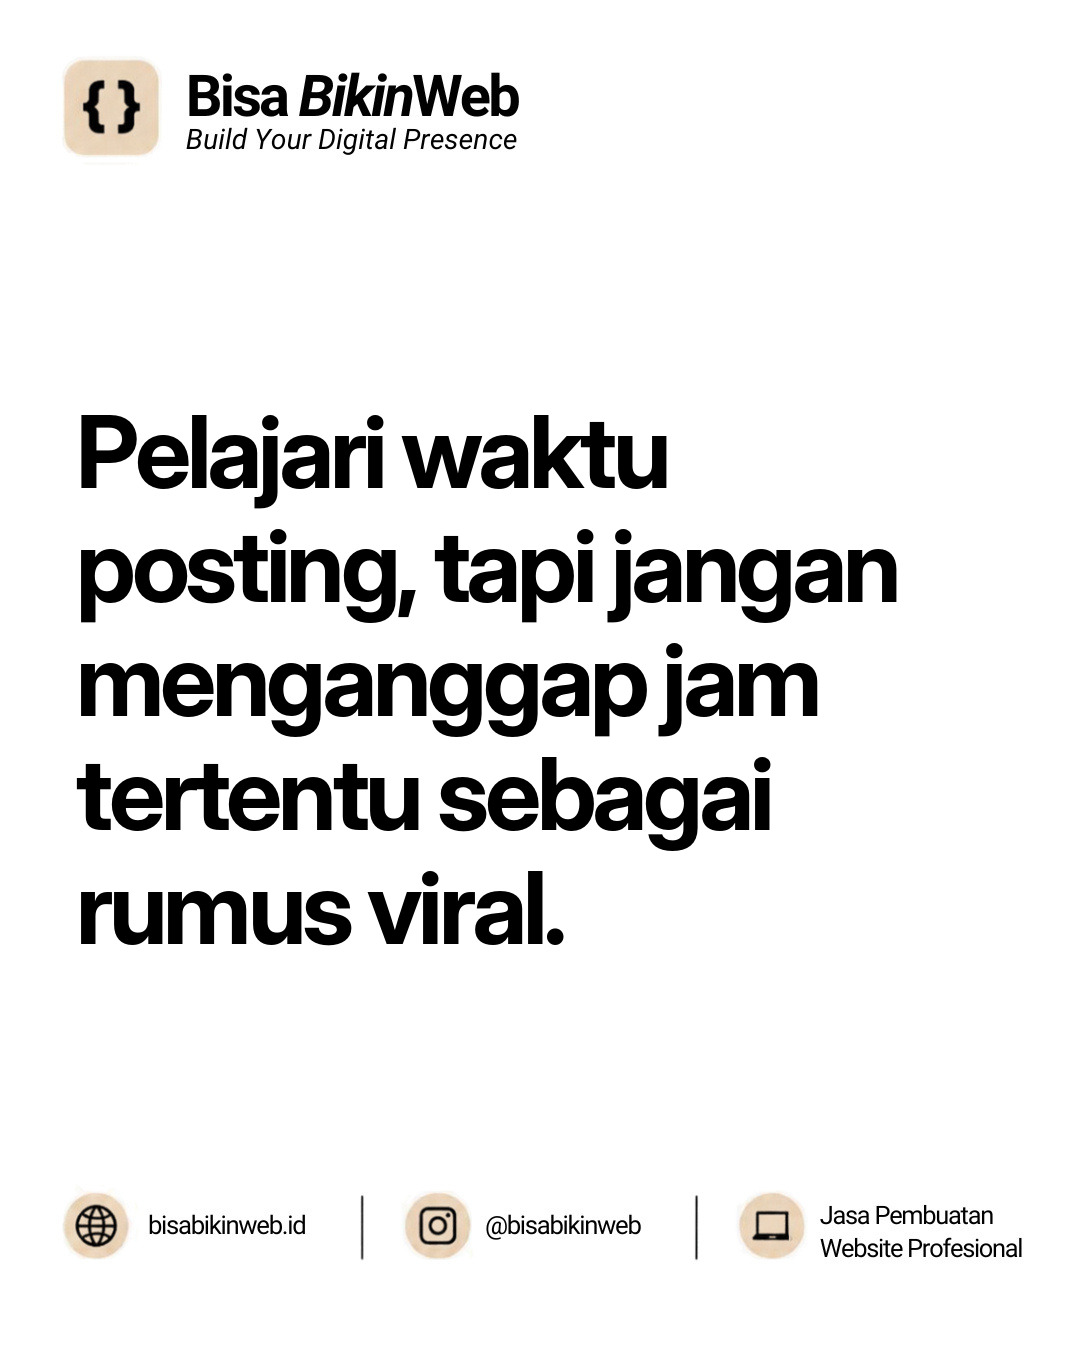 { }
Bisa BikinWeb
Build Your Digital Presence
Pelajari waktu
posting, tapi jangan
menganggap jam
tertentu sebagai
rumus viral.
bisabikinweb.id
@bisabikinweb
Jasa Pembuatan
Website Profesional